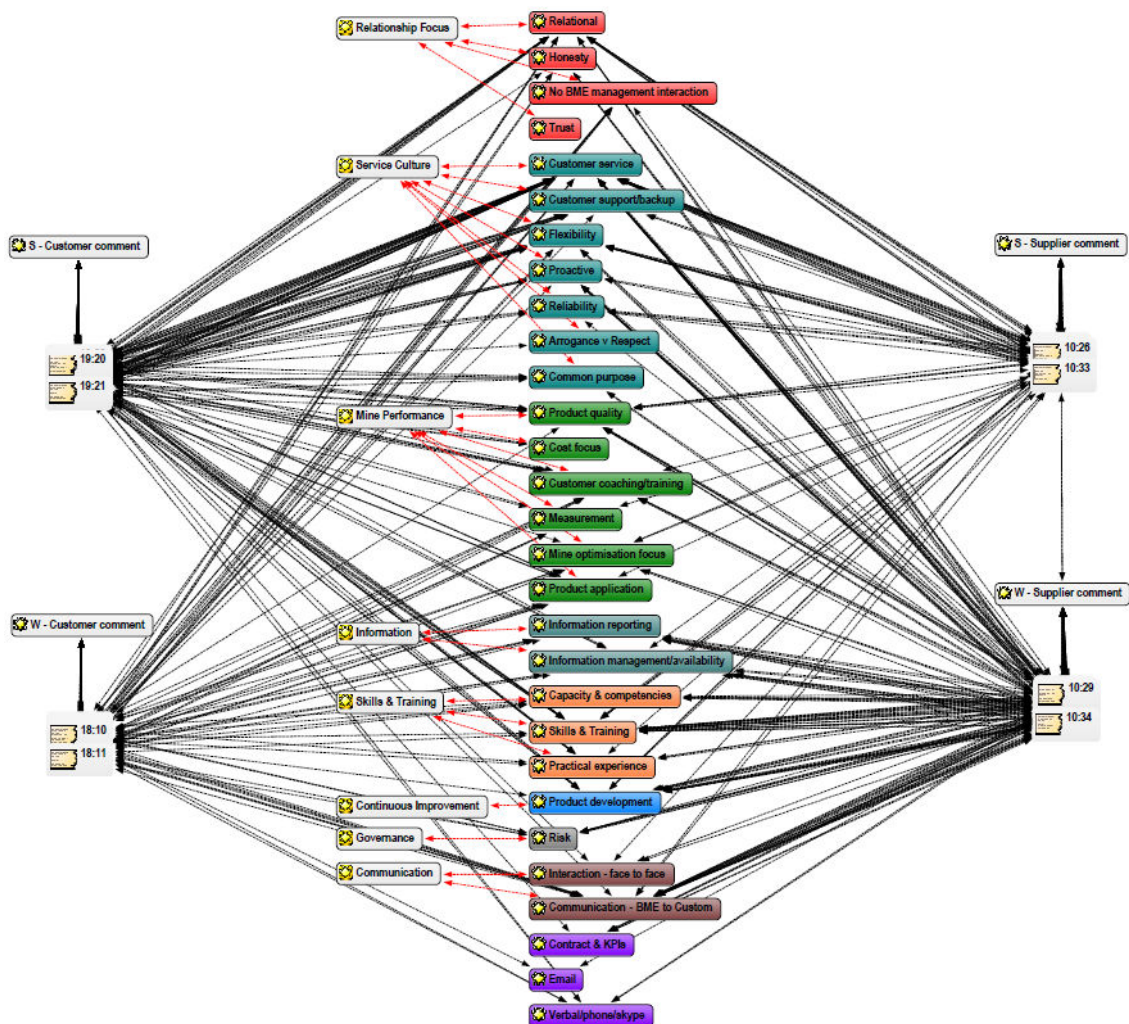 Relational
Relationship Focus
Honesty
No BME management interaction
Trust
Customer service
Service Culture
Customer support/backup
Flexibility
S - Customer comment
S - Supplier comment
Proactive
Reliability
Arrogance v Respect
19:20
19:21
10:26
10:33
Common purpose
Product quality
Mine Performance
Cost focus
Customer coaching/training
Measurement
Mine optimisation focus
Product application
W - Supplier comment
W - Customer comment
Information reporting
Information
Information management/availability
Capacity & competencies
Skills & Training
10:29
10:34
18:10
18:11
Skills & Training
Practical experience
Product development
Continuous Improvement
Risk
Governance
Interaction - face to face
Communication
Communication - BME to Custom
Contract & KPIs
Email
Verbal/phone/skype